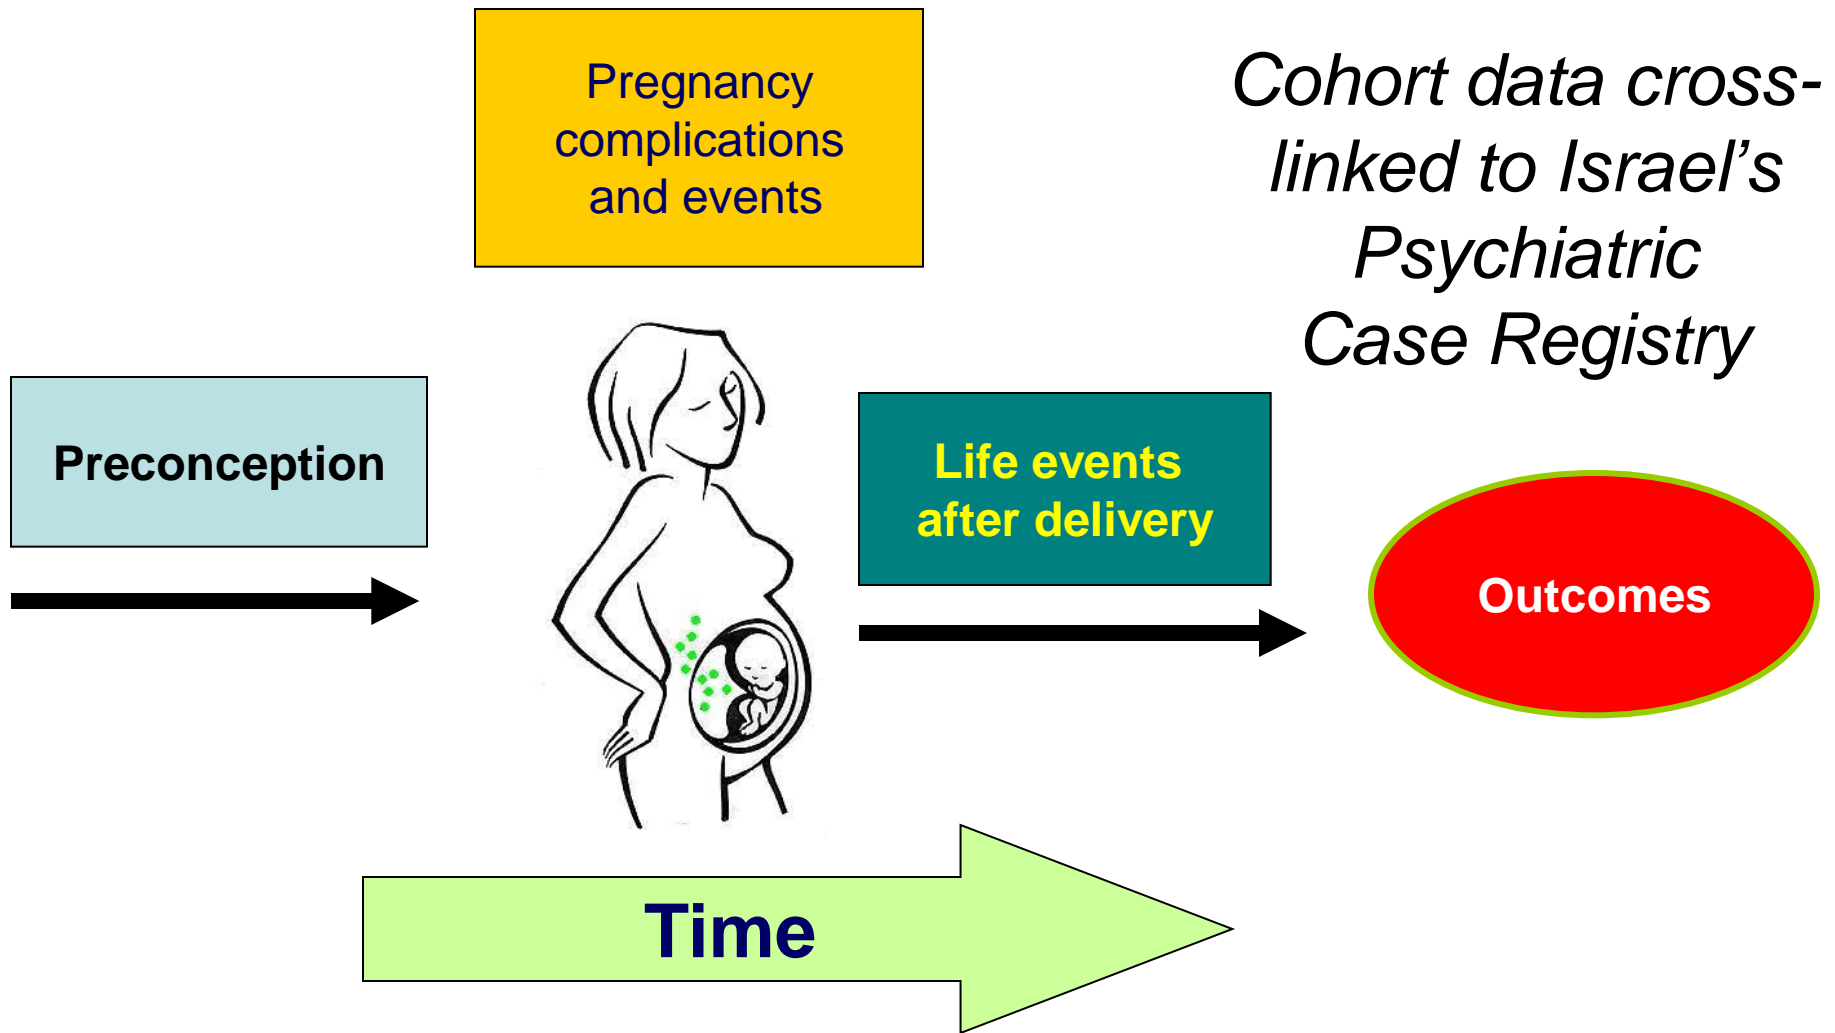 Pregnancy
complications
and events
Cohort data cross-
linked to Israel’s
Psychiatric
Case Registry
Preconception
Life events
after delivery
Outcomes
Time